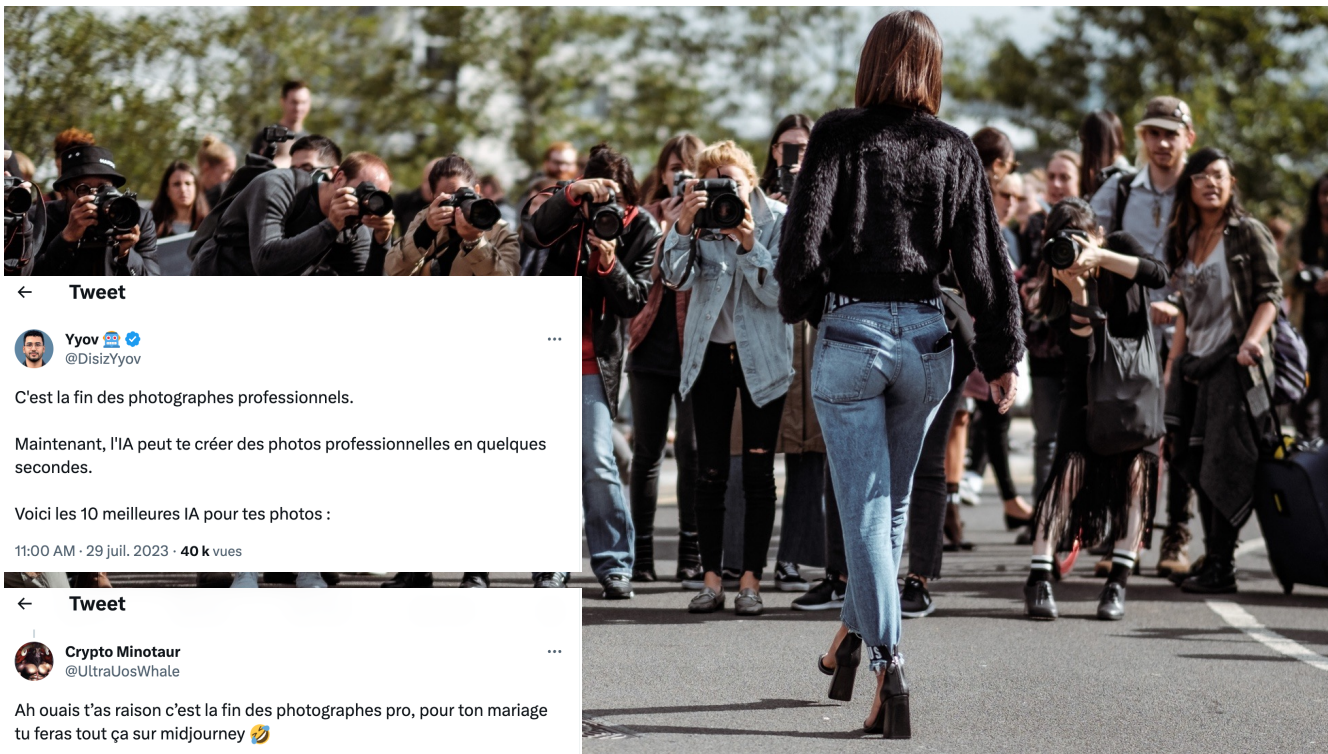 Tweet
Yyov 🤖
@DisizYyov
C'est la fin des photographes professionnels.
Maintenant, l'IA peut te créer des photos professionnelles en quelques
secondes.
Voici les 10 meilleures IA pour tes photos :
11:00 AM · 29 juil. 2023 · 40 k vues
Tweet
Crypto Minotaur
@UltraUosWhale
Ah ouais t’as raison c’est la fin des photographes pro, pour ton mariage
tu feras tout ça sur midjourney 🤣